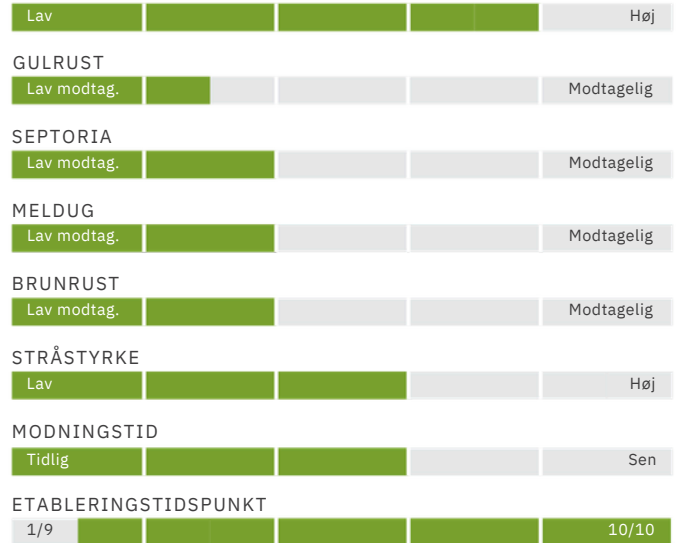 Lav Høj
GULRUST
Lav modtag. Modtagelig
SEPTORIA
Lav modtag. Modtagelig
MELDUG
Lav modtag. Modtagelig
BRUNRUST
Lav modtag. Modtagelig
STRÅSTYRKE
Lav Høj
MODNINGSTID
Tidlig Sen
ETABLERINGSTIDSPUNKT
1/9 10/10